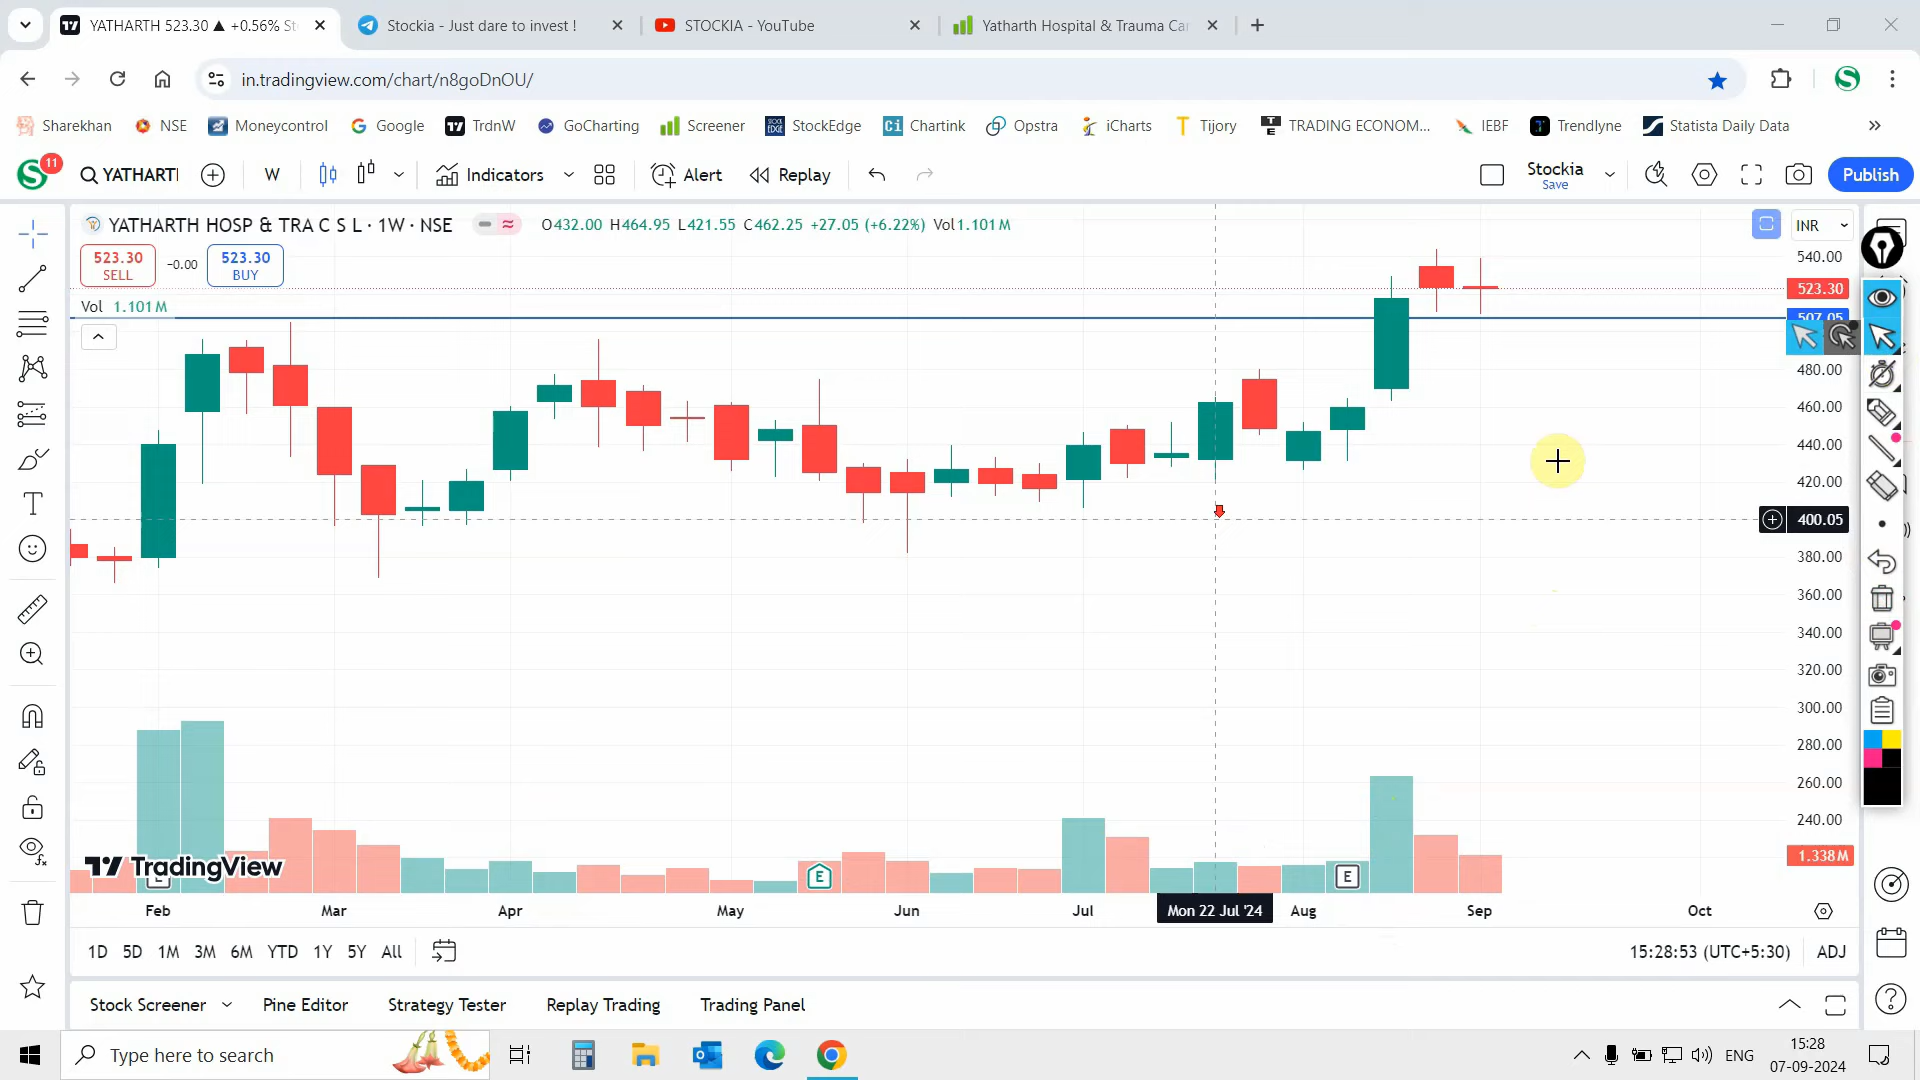 YATHARTH 523.30 ▲ +0.56% St
Stockia - Just dare to invest !
STOCKIA - YouTube
Yatharth Hospital & Trauma Car
in.tradingview.com/chart/n8goDnOU/
Sharekhan
NSE
Moneycontrol
Google
TrdnW
GoCharting
Screener
StockEdge
Chartink
Opstra
iCharts
Tijory
TRADING ECONOM...
IEBF
Trendlyne
Statista Daily Data
11
YATHART
W
Indicators
Alert
Replay
Stockia
Save
Publish
YATHARTH HOSP & TRA C S L · 1W · NSE
O432.00 H464.95 L421.55 C462.25 +27.05 (+6.22%) Vol1.101 M
INR
523.30
SELL
-0.00
523.30
BUY
Vol 1.101 M
540.00
523.30
507.05
480.00
460.00
440.00
420.00
400.05
380.00
360.00
340.00
320.00
300.00
280.00
260.00
240.00
1.338 M
TradingView
E
E
Feb
Mar
Apr
May
Jun
Jul
Mon 22 Jul '24
Aug
Sep
Oct
1D 5D 1M 3M 6M YTD 1Y 5Y All
15:28:53 (UTC+5:30)
ADJ
Stock Screener
Pine Editor
Strategy Tester
Replay Trading
Trading Panel
Type here to search
ENG
15:28
07-09-2024